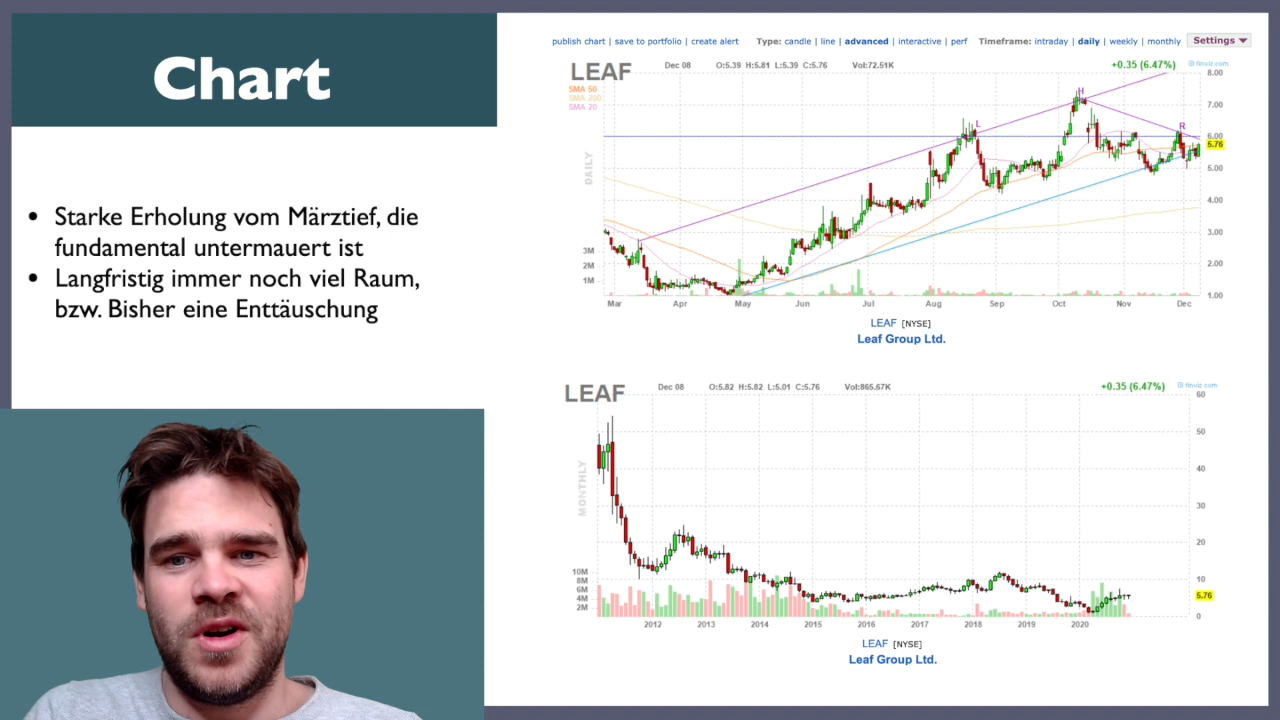 Chart
• Starke Erholung vom Märztief, die
fundamental untermauert ist
• Langfristig immer noch viel Raum,
bzw. Bisher eine Enttäuschung
publish chart | save to portfolio | create alert Type: candle | line | advanced | interactive | perf Timeframe: intraday | daily | weekly | monthly Settings
LEAF Dec 08 O:5.39 H:5.81 L:5.39 C:5.76 Vol:72.51K +0.35 (6.47%) finviz.com
SMA 50
SMA 200
SMA 20
DAILY
L
H
R
8.00
7.00
6.00
5.76
5.00
4.00
3.00
2.00
1.00
3M
2M
1M
Mar Apr May Jun Jul Aug Sep Oct Nov Dec
LEAF [NYSE]
Leaf Group Ltd.
LEAF Dec 08 O:5.82 H:5.82 L:5.01 C:5.76 Vol:865.67K +0.35 (6.47%) finviz.com
MONTHLY
60
50
40
30
20
10
5.76
0
10M
8M
6M
4M
2M
2012 2013 2014 2015 2016 2017 2018 2019 2020
LEAF [NYSE]
Leaf Group Ltd.